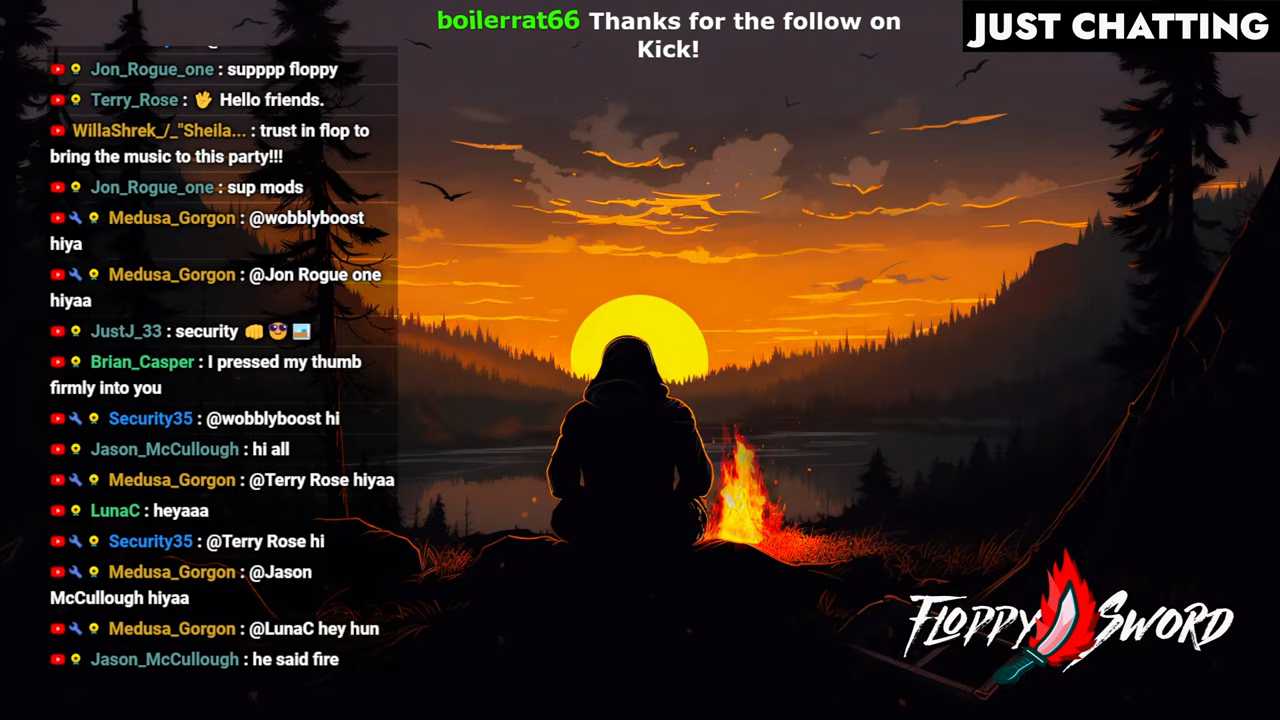 boilerrat66 Thanks for the follow on
Kick!
JUST CHATTING
Jon_Rogue_one : supppp floppy
Terry_Rose : 🖖 Hello friends.
WillaShrek_/_"Sheila... : trust in flop to
bring the music to this party!!!
Jon_Rogue_one : sup mods
Medusa_Gorgon : @wobblyboost
hiya
Medusa_Gorgon : @Jon Rogue one
hiyaa
JustJ_33 : security 👊😎🖼️
Brian_Casper : I pressed my thumb
firmly into you
Security35 : @wobblyboost hi
Jason_McCullough : hi all
Medusa_Gorgon : @Terry Rose hiyaa
LunaC : heyaaa
Security35 : @Terry Rose hi
Medusa_Gorgon : @Jason
McCullough hiyaa
Medusa_Gorgon : @LunaC hey hun
Jason_McCullough : he said fire
FLOPPY SWORD